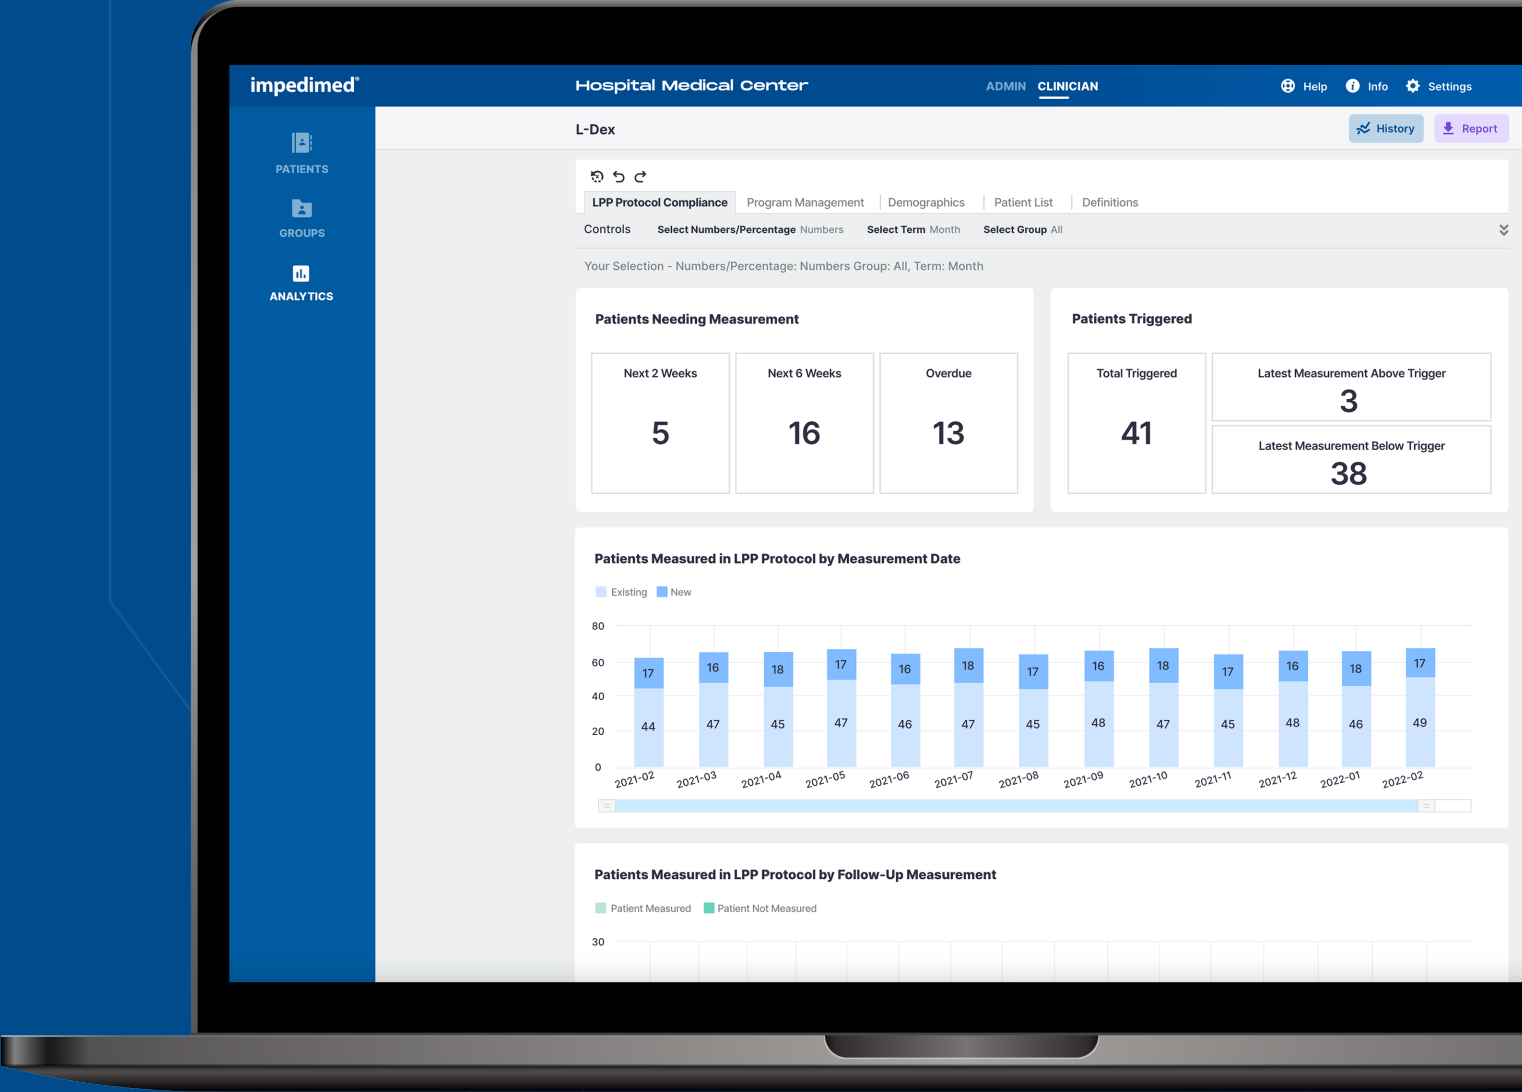 impedimed®
Hospital Medical Center
ADMIN CLINICIAN
Help Info Settings
PATIENTS
GROUPS
ANALYTICS
L-Dex
History Report
LPP Protocol Compliance Program Management Demographics Patient List Definitions
Controls Select Numbers/Percentage Numbers Select Term Month Select Group All
Your Selection - Numbers/Percentage: Numbers Group: All, Term: Month
Patients Needing Measurement
Next 2 Weeks Next 6 Weeks Overdue
5 16 13
Patients Triggered
Total Triggered
41
Latest Measurement Above Trigger
3
Latest Measurement Below Trigger
38
Patients Measured in LPP Protocol by Measurement Date
Existing New
80
60
40
20
0
17 16 18 17 16 18 17 16 18 17 16 18 17
44 47 45 47 46 47 45 48 47 45 48 46 49
2021-02 2021-03 2021-04 2021-05 2021-06 2021-07 2021-08 2021-09 2021-10 2021-11 2021-12 2022-01 2022-02
Patients Measured in LPP Protocol by Follow-Up Measurement
Patient Measured Patient Not Measured
30